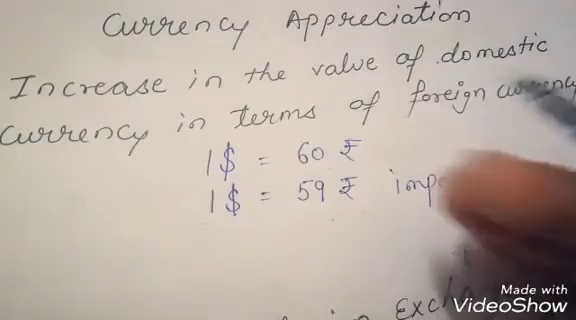 Currency Appreciation
Increase in the value of domestic
currency in terms of foreign currency
1$ = 60 ₹
1$ = 59 ₹
Made with
VideoShow